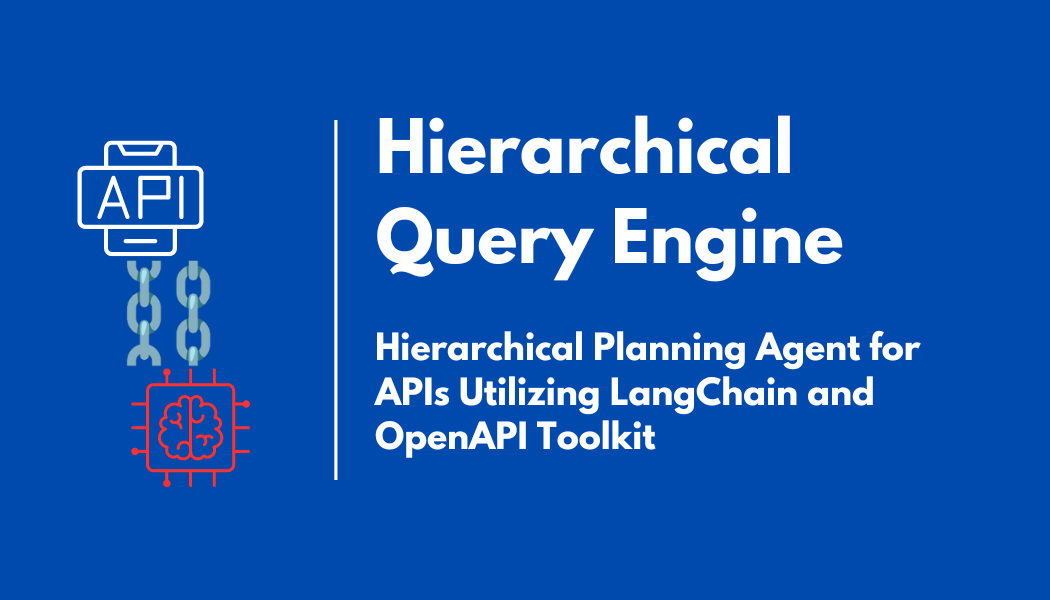 API
Hierarchical
Query Engine
Hierarchical Planning Agent for
APIs Utilizing LangChain and
OpenAPI Toolkit